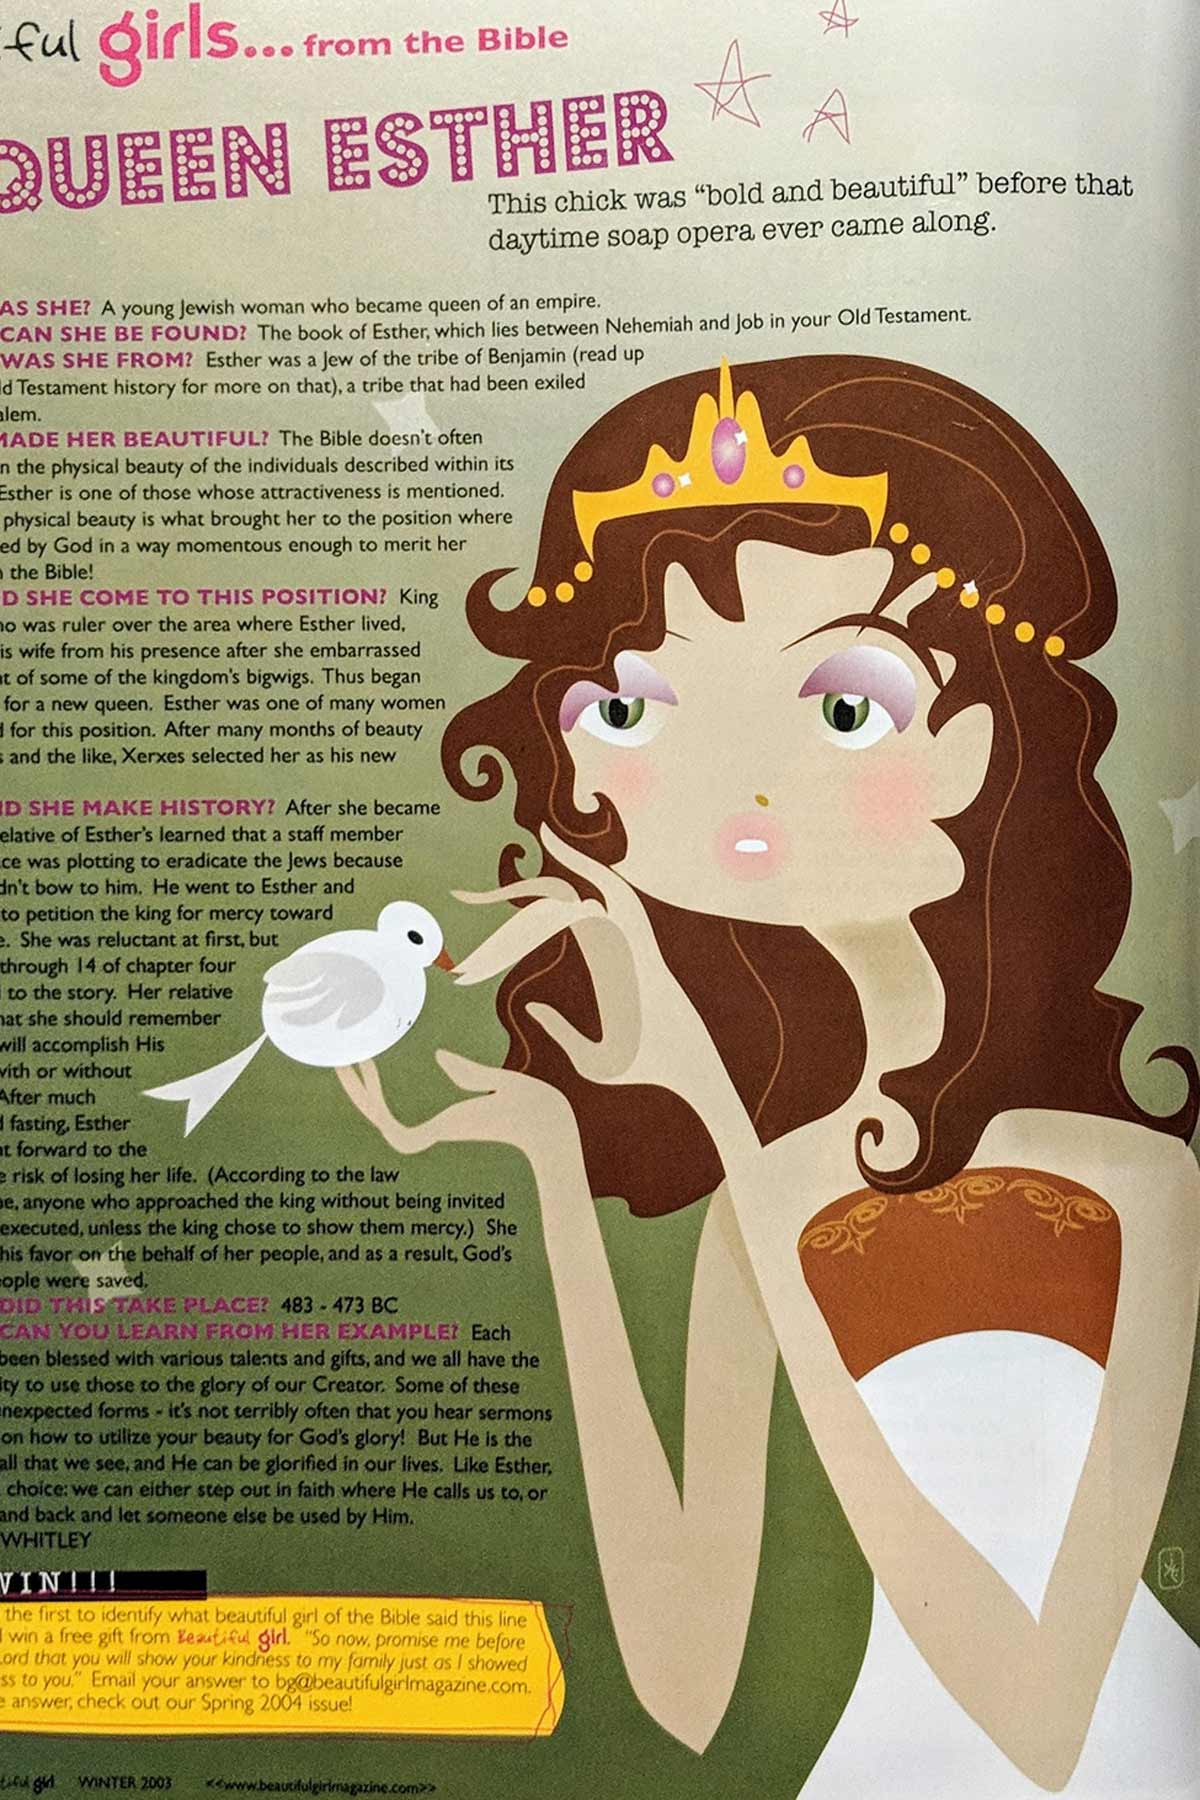 ful girls... from the Bible
QUEEN ESTHER
This chick was “bold and beautiful” before that
daytime soap opera ever came along.
AS SHE? A young Jewish woman who became queen of an empire.
CAN SHE BE FOUND? The book of Esther, which lies between Nehemiah and Job in your Old Testament.
WAS SHE FROM? Esther was a Jew of the tribe of Benjamin (read up
ld Testament history for more on that), a tribe that had been exiled
alem.
MADE HER BEAUTIFUL? The Bible doesn't often
n the physical beauty of the individuals described within its
Esther is one of those whose attractiveness is mentioned.
physical beauty is what brought her to the position where
ed by God in a way momentous enough to merit her
the Bible!
D SHE COME TO THIS POSITION? King
ho was ruler over the area where Esther lived,
is wife from his presence after she embarrassed
t of some of the kingdom's bigwigs. Thus began
for a new queen. Esther was one of many women
for this position. After many months of beauty
s and the like, Xerxes selected her as his new
ID SHE MAKE HISTORY? After she became
elative of Esther's learned that a staff member
ce was plotting to eradicate the Jews because
dn't bow to him. He went to Esther and
to petition the king for mercy toward
e. She was reluctant at first, but
through 14 of chapter four
to the story. Her relative
hat she should remember
will accomplish His
with or without
After much
d fasting, Esther
t forward to the
e risk of losing her life. (According to the law
e, anyone who approached the king without being invited
executed, unless the king chose to show them mercy.) She
his favor on the behalf of her people, and as a result, God's
ople were saved.
DID THIS TAKE PLACE? 483 - 473 BC
CAN YOU LEARN FROM HER EXAMPLE? Each
been blessed with various talents and gifts, and we all have the
ity to use those to the glory of our Creator. Some of these
nexpected forms - it's not terribly often that you hear sermons
on how to utilize your beauty for God's glory! But He is the
all that we see, and He can be glorified in our lives. Like Esther,
choice: we can either step out in faith where He calls us to, or
and back and let someone else be used by Him.
WHITLEY
WIN!!!
the first to identify what beautiful girl of the Bible said this line
win a free gift from Beautiful girl. “So now, promise me before
Lord that you will show your kindness to my family just as I showed
ss to you.” Email your answer to bg@beautifulgirlmagazine.com.
e answer, check out our Spring 2004 issue!
tiful girl WINTER 2003 <<www.beautifulgirlmagazine.com>>